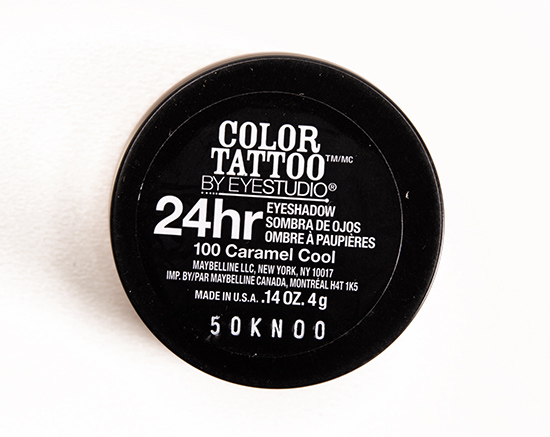 COLOR
TATTOO™/MC
BY EYESTUDIO®
24hr EYESHADOW
SOMBRA DE OJOS
OMBRE À PAUPIÈRES
100 Caramel Cool
MAYBELLINE LLC, NEW YORK, NY 10017
IMP. BY/PAR MAYBELLINE CANADA, MONTRÉAL H4T 1K5
MADE IN U.S.A. .14 OZ. 4 g
50KN00